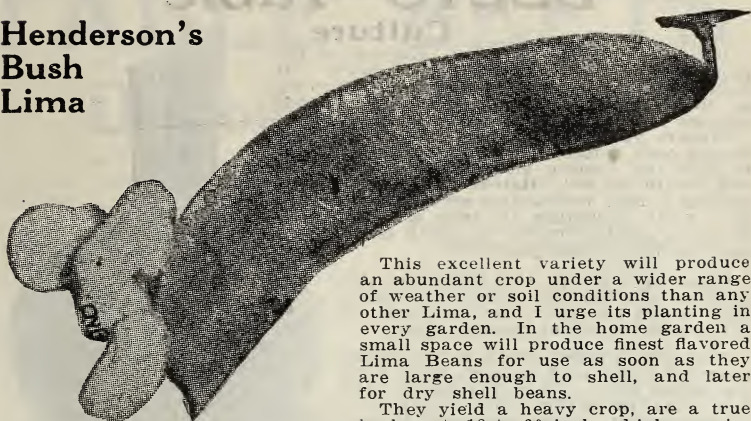 Henderson's
Bush
Lima
This excellent variety will produce
an abundant crop under a wider range
of weather or soil conditions than any
other Lima, and I urge its planting in
every garden. In the home garden a
small space will produce finest flavored
Lima Beans for use as soon as they
are large enough to shell, and later
for dry shell beans.
They yield a heavy crop, are a true